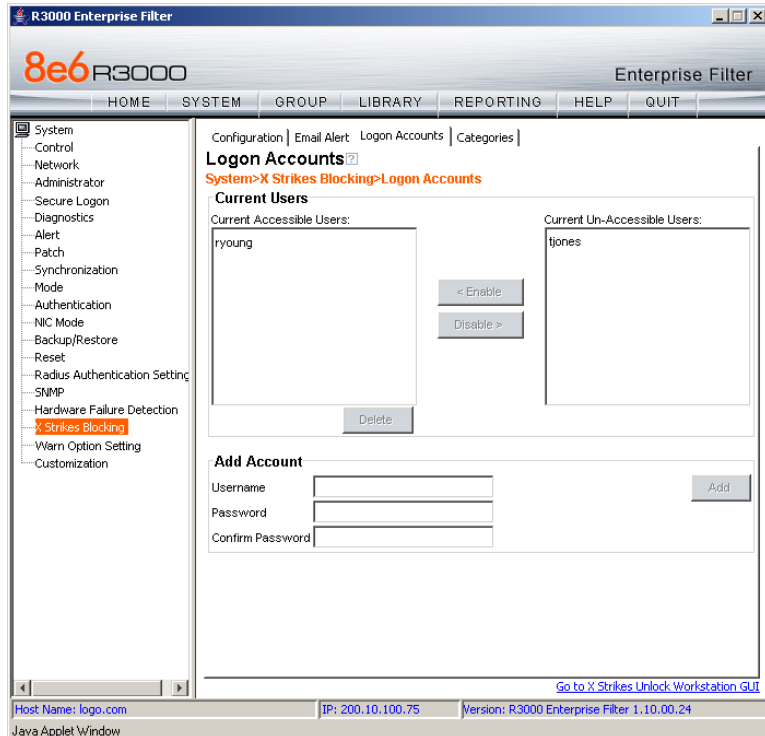 R3000 Enterprise Filter
8e6 R3000
Enterprise Filter
HOME SYSTEM GROUP LIBRARY REPORTING HELP QUIT
System
Control
Network
Administrator
Secure Logon
Diagnostics
Alert
Patch
Synchronization
Mode
Authentication
NIC Mode
Backup/Restore
Reset
Radius Authentication Setting
SNMP
Hardware Failure Detection
X Strikes Blocking
Warn Option Setting
Customization
Configuration Email Alert Logon Accounts Categories
Logon Accounts ?
System>X Strikes Blocking>Logon Accounts
Current Users
Current Accessible Users: Current Un-Accessible Users:
ryoung tjones
< Enable
Disable >
Delete
Add Account
Username Add
Password
Confirm Password
Go to X Strikes Unlock Workstation GUI
Host Name: logo.com IP: 200.10.100.75 Version: R3000 Enterprise Filter 1.10.00.24
Java Applet Window